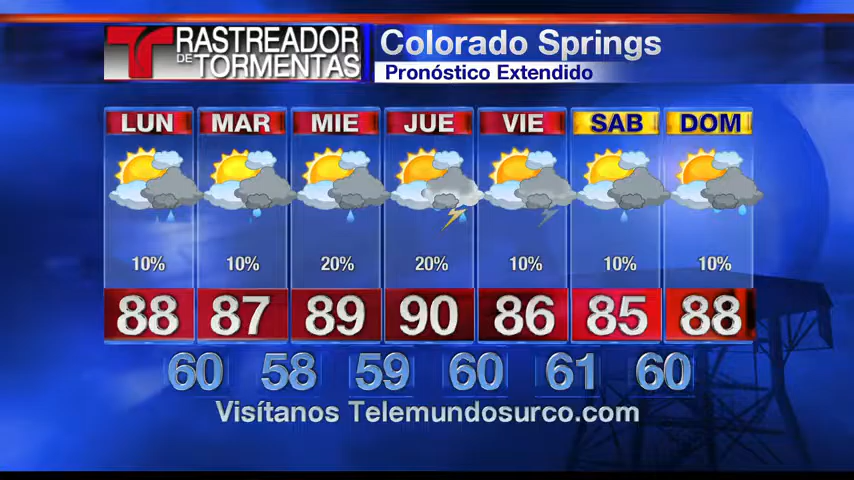 RASTREADOR
DE TORMENTAS
Colorado Springs
Pronóstico Extendido
LUN MAR MIE JUE VIE SAB DOM
10% 10% 20% 20% 10% 10% 10%
88 87 89 90 86 85 88
60 58 59 60 61 60
Visítanos Telemundosurco.com